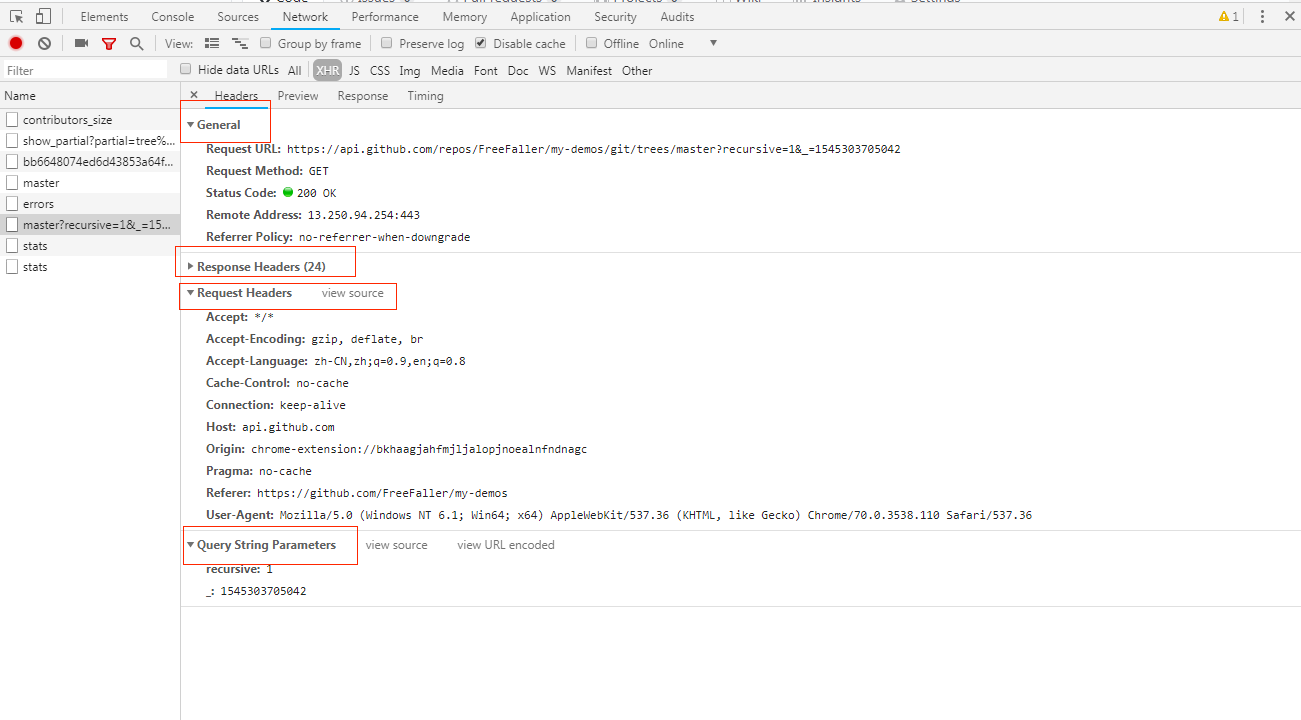 Elements Console Sources Network Performance Memory Application Security Audits 1
View: Group by frame Preserve log Disable cache Offline Online
Filter Hide data URLs All XHR JS CSS Img Media Font Doc WS Manifest Other
Name
contributors_size
show_partial?partial=tree%...
bb6648074ed6d43853a64f...
master
errors
master?recursive=1&_=15...
stats
stats
Headers Preview Response Timing
General
Request URL: https://api.github.com/repos/FreeFaller/my-demos/git/trees/master?recursive=1&_=1545303705042
Request Method: GET
Status Code: 200 OK
Remote Address: 13.250.94.254:443
Referrer Policy: no-referrer-when-downgrade
Response Headers (24)
Request Headers view source
Accept: */*
Accept-Encoding: gzip, deflate, br
Accept-Language: zh-CN,zh;q=0.9,en;q=0.8
Cache-Control: no-cache
Connection: keep-alive
Host: api.github.com
Origin: chrome-extension://bkhaagjahfmjljalopjnoealnfndnagc
Pragma: no-cache
Referer: https://github.com/FreeFaller/my-demos
User-Agent: Mozilla/5.0 (Windows NT 6.1; Win64; x64) AppleWebKit/537.36 (KHTML, like Gecko) Chrome/70.0.3538.110 Safari/537.36
Query String Parameters view source view URL encoded
recursive: 1
_: 1545303705042